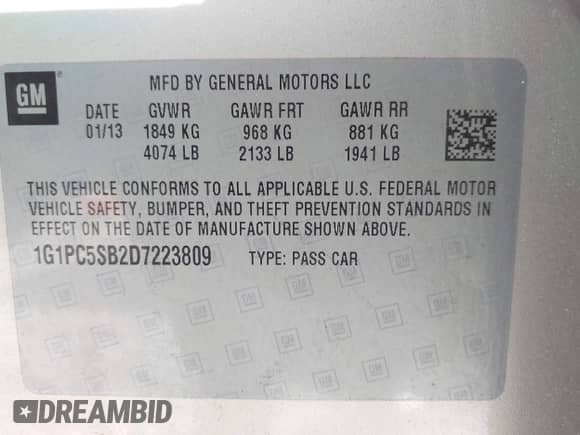 GM
MFD BY GENERAL MOTORS LLC
DATE GVWR GAWR FRT GAWR RR
01/13 1849 KG 968 KG 881 KG
4074 LB 2133 LB 1941 LB
THIS VEHICLE CONFORMS TO ALL APPLICABLE U.S. FEDERAL MOTOR
VEHICLE SAFETY, BUMPER, AND THEFT PREVENTION STANDARDS IN
EFFECT ON THE DATE OF MANUFACTURE SHOWN ABOVE.
1G1PC5SB2D7223809 TYPE: PASS CAR
DREAMBID